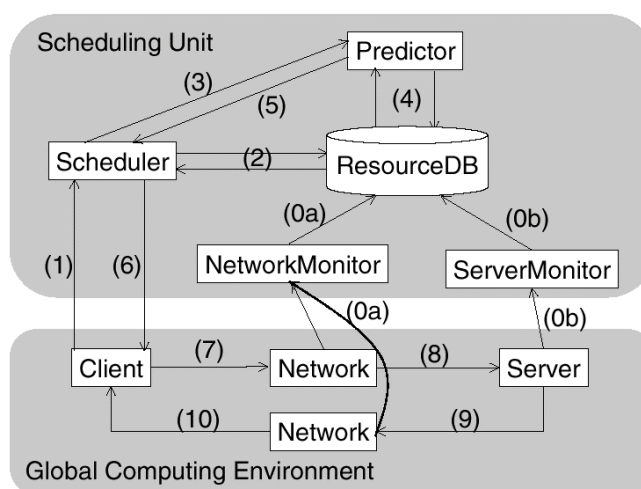 Scheduling Unit
Predictor
(3)
(5)
(4)
Scheduler
(2)
ResourceDB
(0a)
(0b)
(1)
(6)
NetworkMonitor
ServerMonitor
(0a)
(0b)
Client
(7)
Network
(8)
Server
(10)
Network
(9)
Global Computing Environment